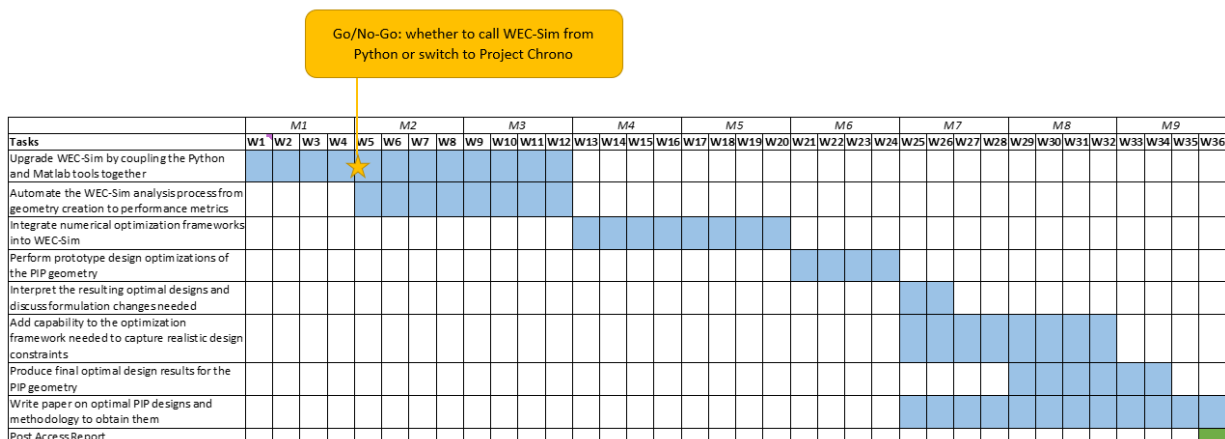 Go/No-Go: whether to call WEC-Sim from
Python or switch to Project Chrono
M1 M2 M3 M4 M5 M6 M7 M8 M9
Tasks W1 W2 W3 W4 W5 W6 W7 W8 W9 W10 W11 W12 W13 W14 W15 W16 W17 W18 W19 W20 W21 W22 W23 W24 W25 W26 W27 W28 W29 W30 W31 W32 W33 W34 W35 W36
Upgrade WEC-Sim by coupling the Python
and Matlab tools together
Automate the WEC-Sim analysis process from
geometry creation to performance metrics
Integrate numerical optimization frameworks
into WEC-Sim
Perform prototype design optimizations of
the PIP geometry
Interpret the resulting optimal designs and
discuss formulation changes needed
Add capability to the optimization
framework needed to capture realistic design
constraints
Produce final optimal design results for the
PIP geometry
Write paper on optimal PIP designs and
methodology to obtain them
Post Access Report